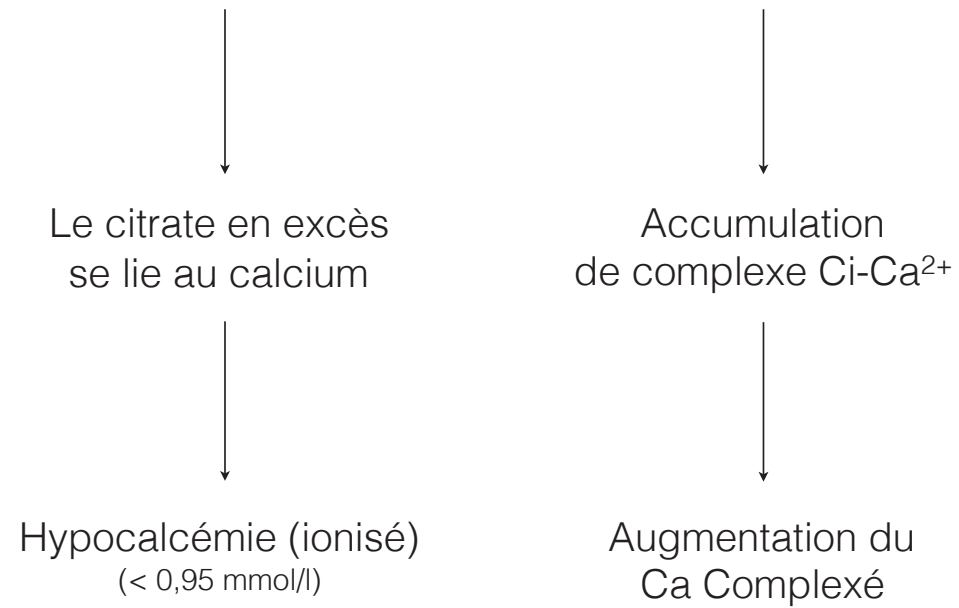 Le citrate en excès
se lie au calcium
Accumulation
de complexe Ci-Ca²⁺
Hypocalcémie (ionisé)
(< 0,95 mmol/l)
Augmentation du
Ca Complexé